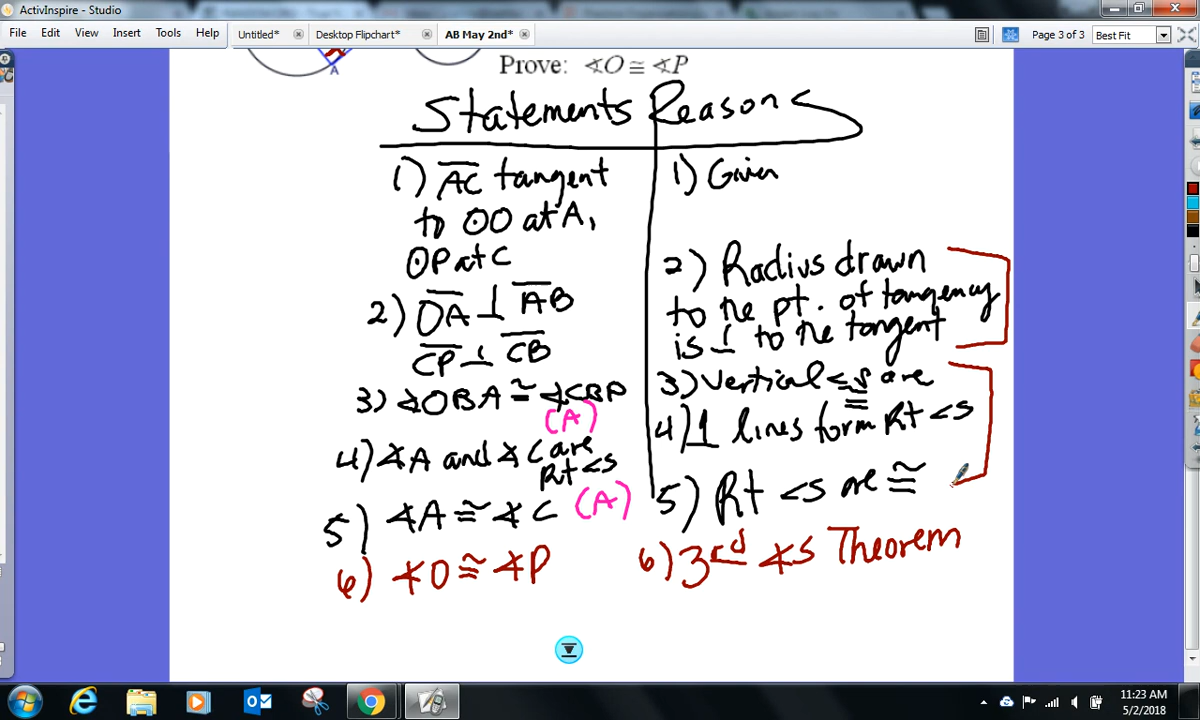 ActivInspire - Studio
File Edit View Insert Tools Help
Untitled* Desktop Flipchart* AB May 2nd*
Page 3 of 3 Best Fit
A
Prove: ∢O ≅ ∢P
Statements Reasons
1) AC tangent
to ⊙O at A,
⊙P at C
2) OA ⊥ AB
CP ⊥ CB
3) ∢OBA ≅ ∢CBP
(A)
4) ∢A and ∢C are
Rt <s
5) ∢A ≅ ∢C (A)
6) ∢O ≅ ∢P
1) Given
2) Radius drawn
to the pt. of tangency
is ⊥ to the tangent
3) Vertical <s are
≅
4) ⊥ lines form Rt <s
5) Rt <s are ≅
6) 3rd ∢s Theorem
11:23 AM
5/2/2018